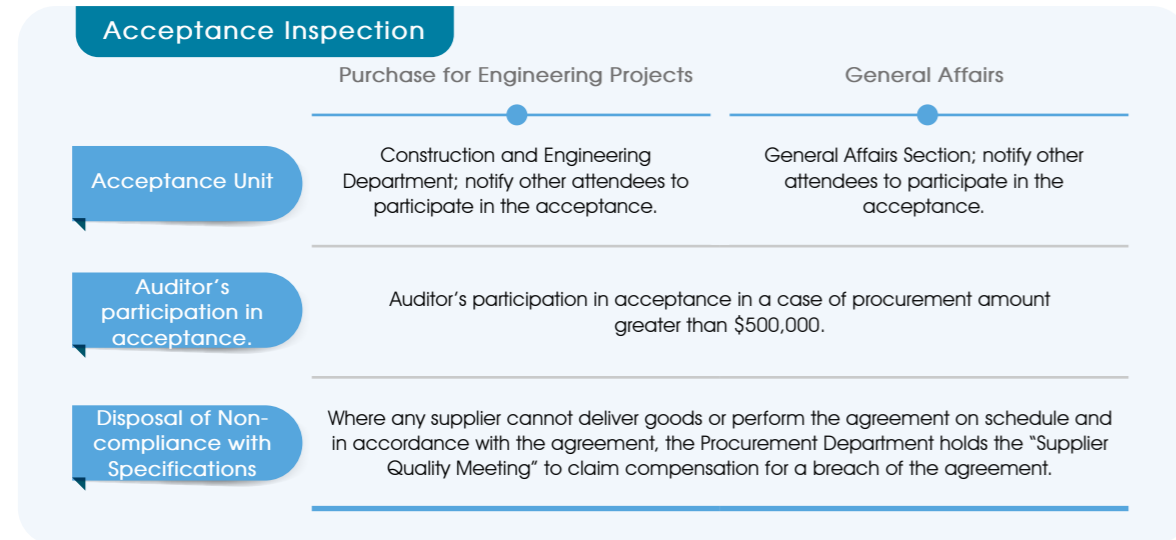 Acceptance Inspection
Purchase for Engineering Projects
General Affairs
Acceptance Unit
Construction and Engineering
Department; notify other attendees to
participate in the acceptance.
General Affairs Section; notify other
attendees to participate in the
acceptance.
Auditor's
participation in
acceptance.
Auditor's participation in acceptance in a case of procurement amount
greater than $500,000.
Disposal of Non-
compliance with
Specifications
Where any supplier cannot deliver goods or perform the agreement on schedule and
in accordance with the agreement, the Procurement Department holds the “Supplier
Quality Meeting” to claim compensation for a breach of the agreement.